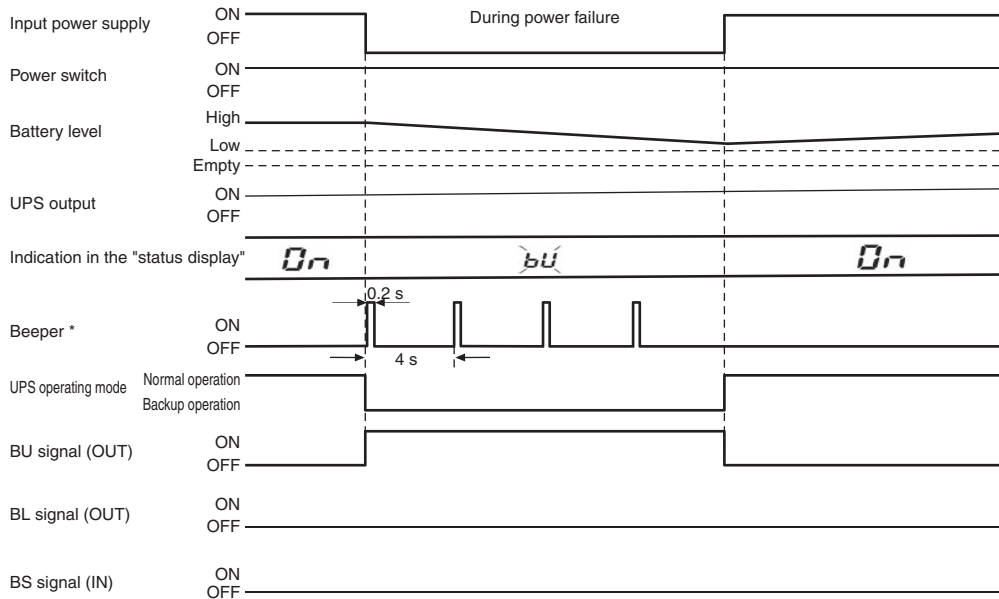 Input power supply ON During power failure
OFF
Power switch ON
OFF
Battery level High
Low
Empty
UPS output ON
OFF
Indication in the "status display" On bU On
0.2 s
Beeper * ON
OFF
4 s
UPS operating mode Normal operation
Backup operation
BU signal (OUT) ON
OFF
BL signal (OUT) ON
OFF
BS signal (IN) ON
OFF